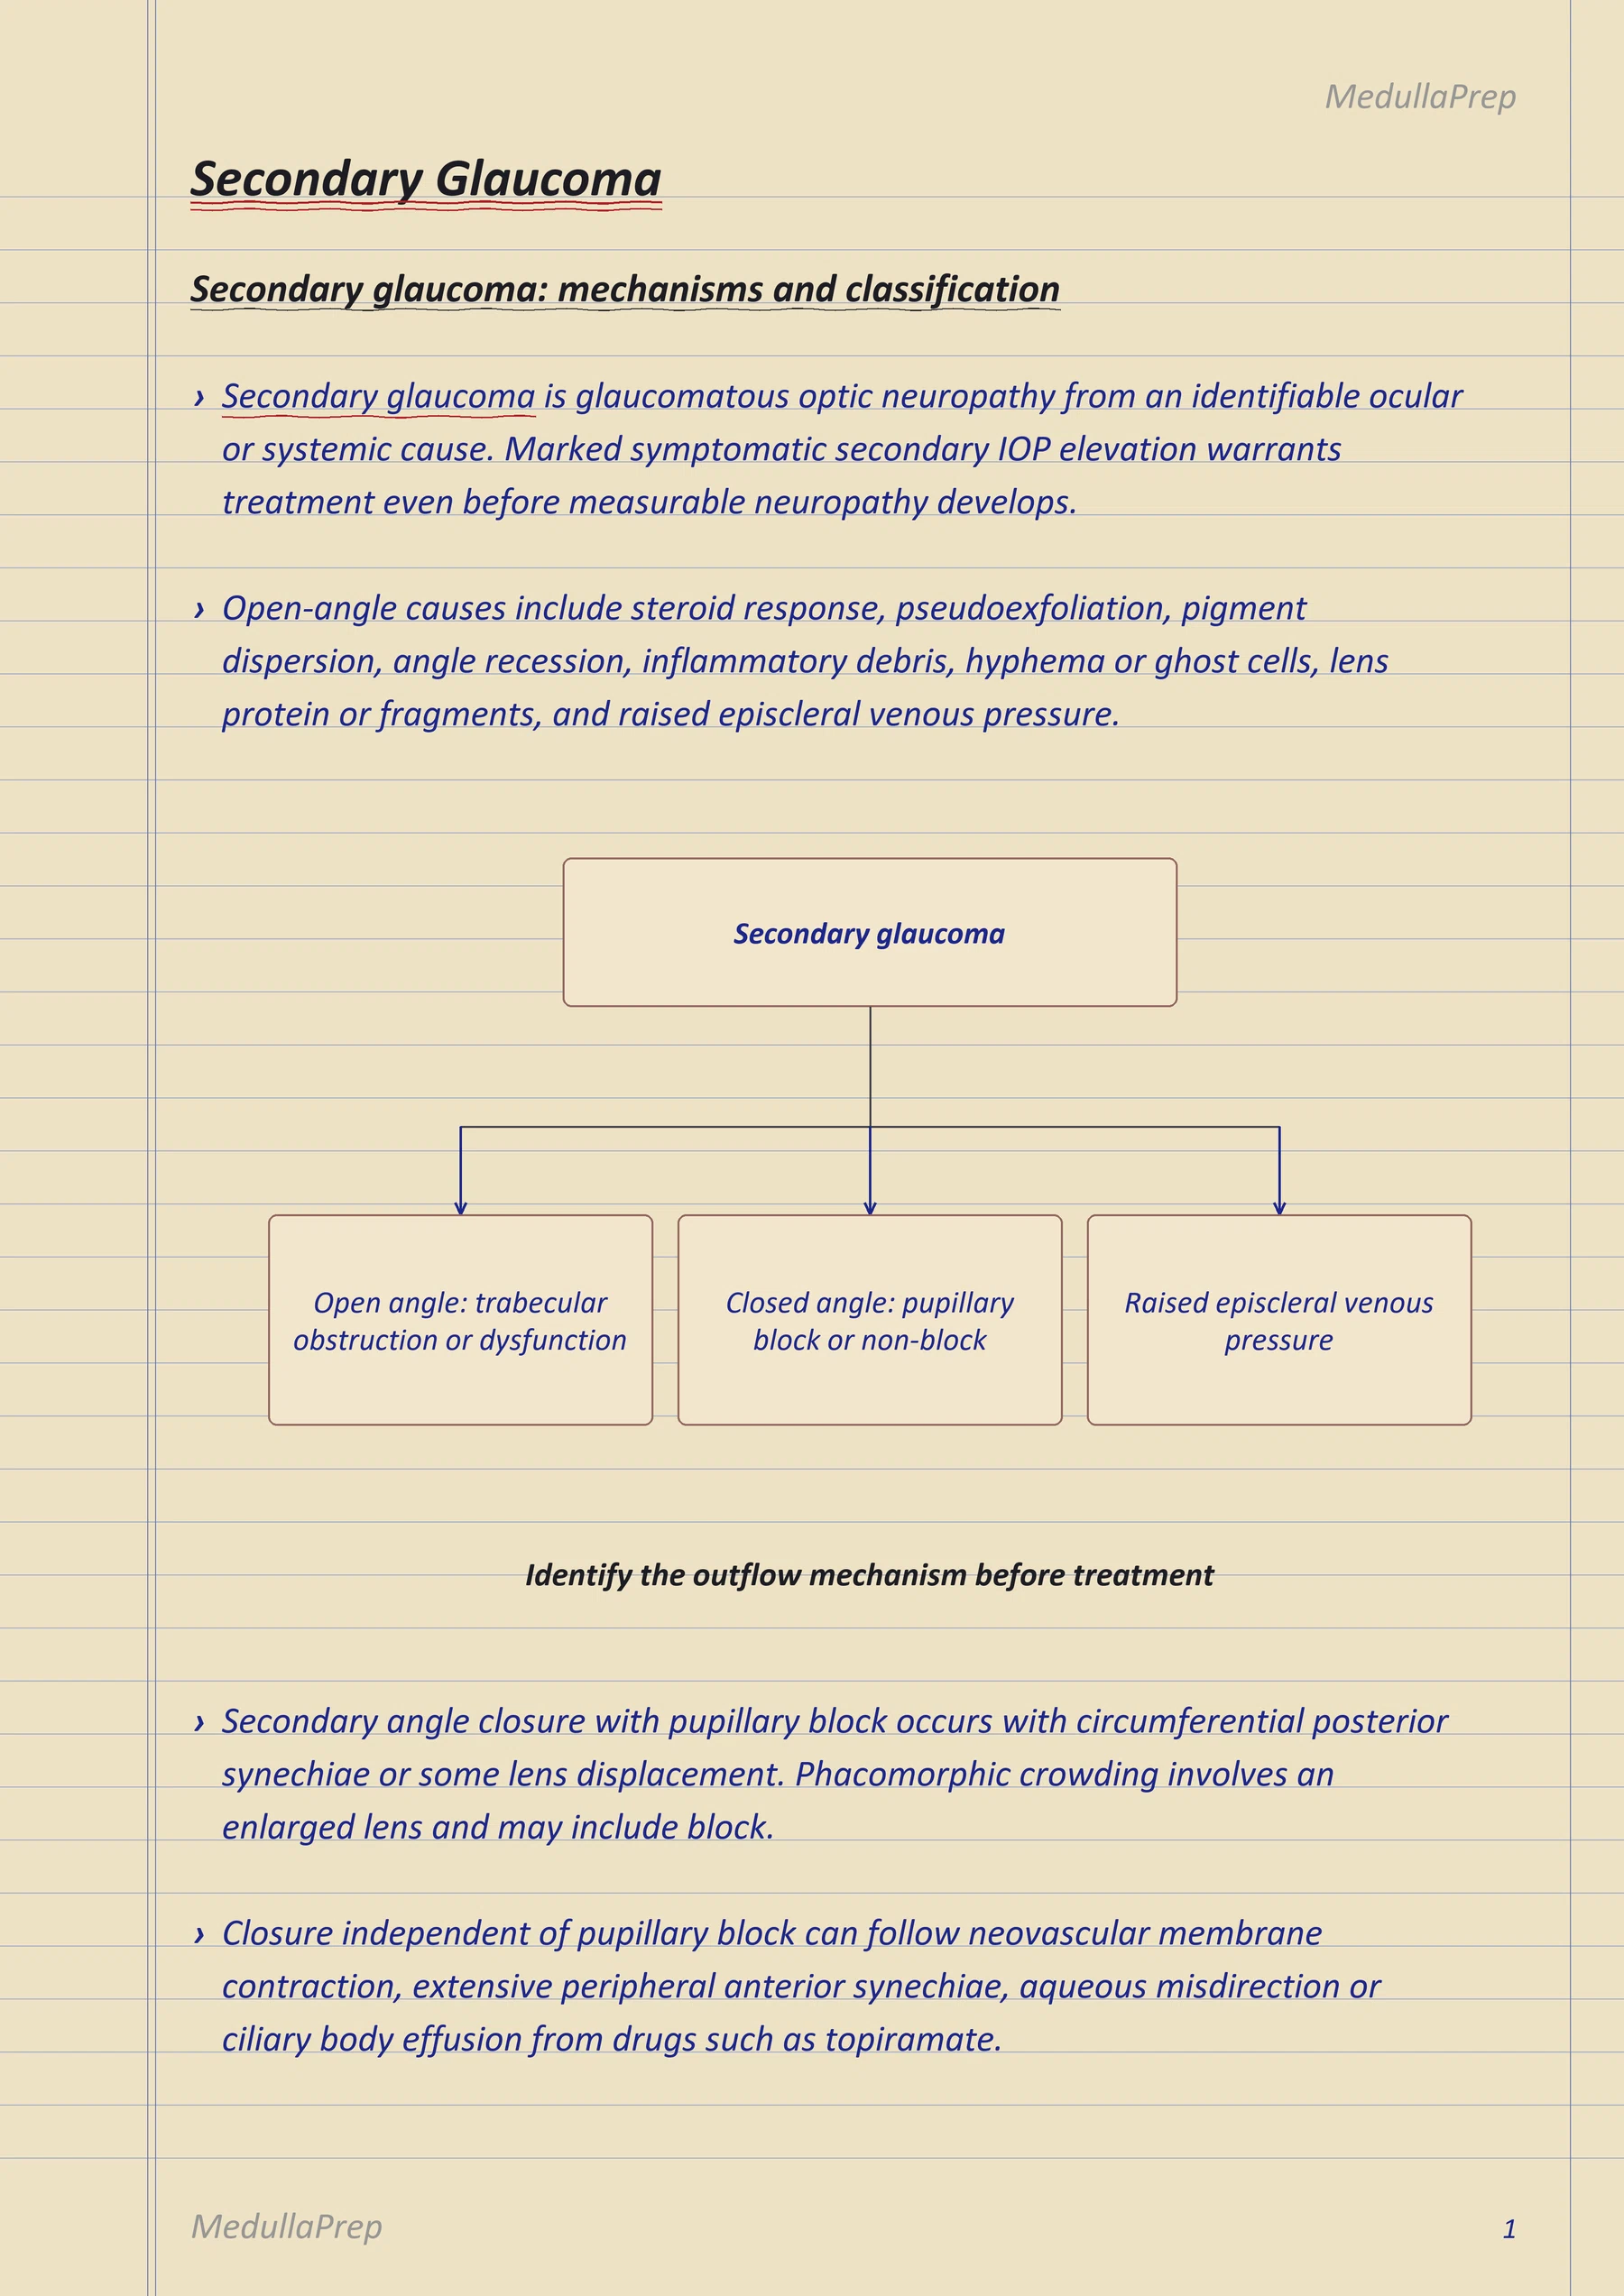 MedullaPrep
Secondary Glaucoma
Secondary glaucoma: mechanisms and classification
› Secondary glaucoma is glaucomatous optic neuropathy from an identifiable ocular
or systemic cause. Marked symptomatic secondary IOP elevation warrants
treatment even before measurable neuropathy develops.
› Open-angle causes include steroid response, pseudoexfoliation, pigment
dispersion, angle recession, inflammatory debris, hyphema or ghost cells, lens
protein or fragments, and raised episcleral venous pressure.
Secondary glaucoma
Open angle: trabecular
obstruction or dysfunction
Closed angle: pupillary
block or non-block
Raised episcleral venous
pressure
Identify the outflow mechanism before treatment
› Secondary angle closure with pupillary block occurs with circumferential posterior
synechiae or some lens displacement. Phacomorphic crowding involves an
enlarged lens and may include block.
› Closure independent of pupillary block can follow neovascular membrane
contraction, extensive peripheral anterior synechiae, aqueous misdirection or
ciliary body effusion from drugs such as topiramate.
MedullaPrep
1